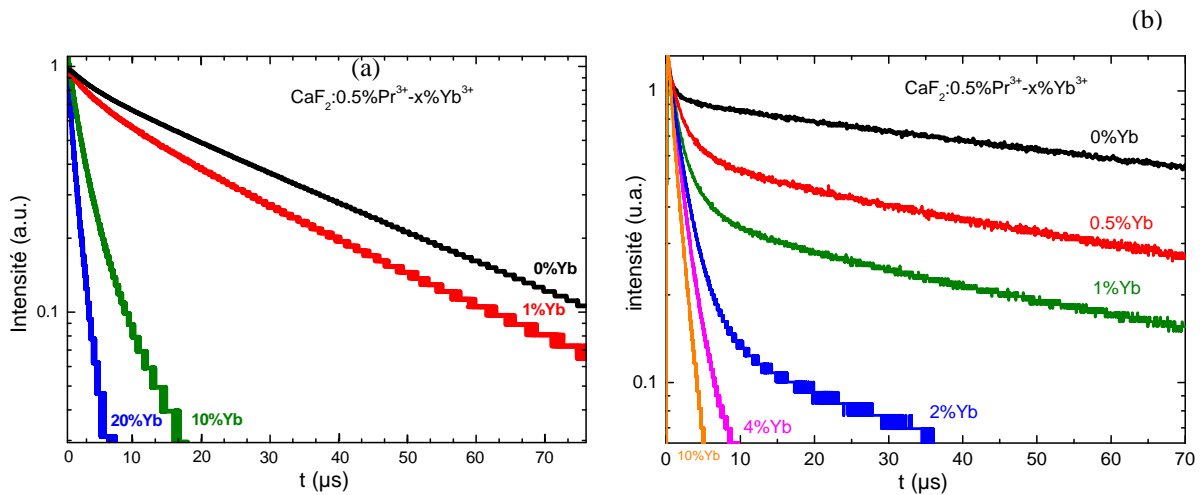 (b)
(a)
CaF₂:0.5%Pr³⁺-x%Yb³⁺
Intensité (a.u.)
1
0.1
0%Yb
1%Yb
10%Yb
20%Yb
0 10 20 30 40 50 60 70
t (µs)
CaF₂:0.5%Pr³⁺-x%Yb³⁺
intensité (u.a.)
1
0.1
0%Yb
0.5%Yb
1%Yb
2%Yb
4%Yb
10%Yb
0 10 20 30 40 50 60 70
t (µs)